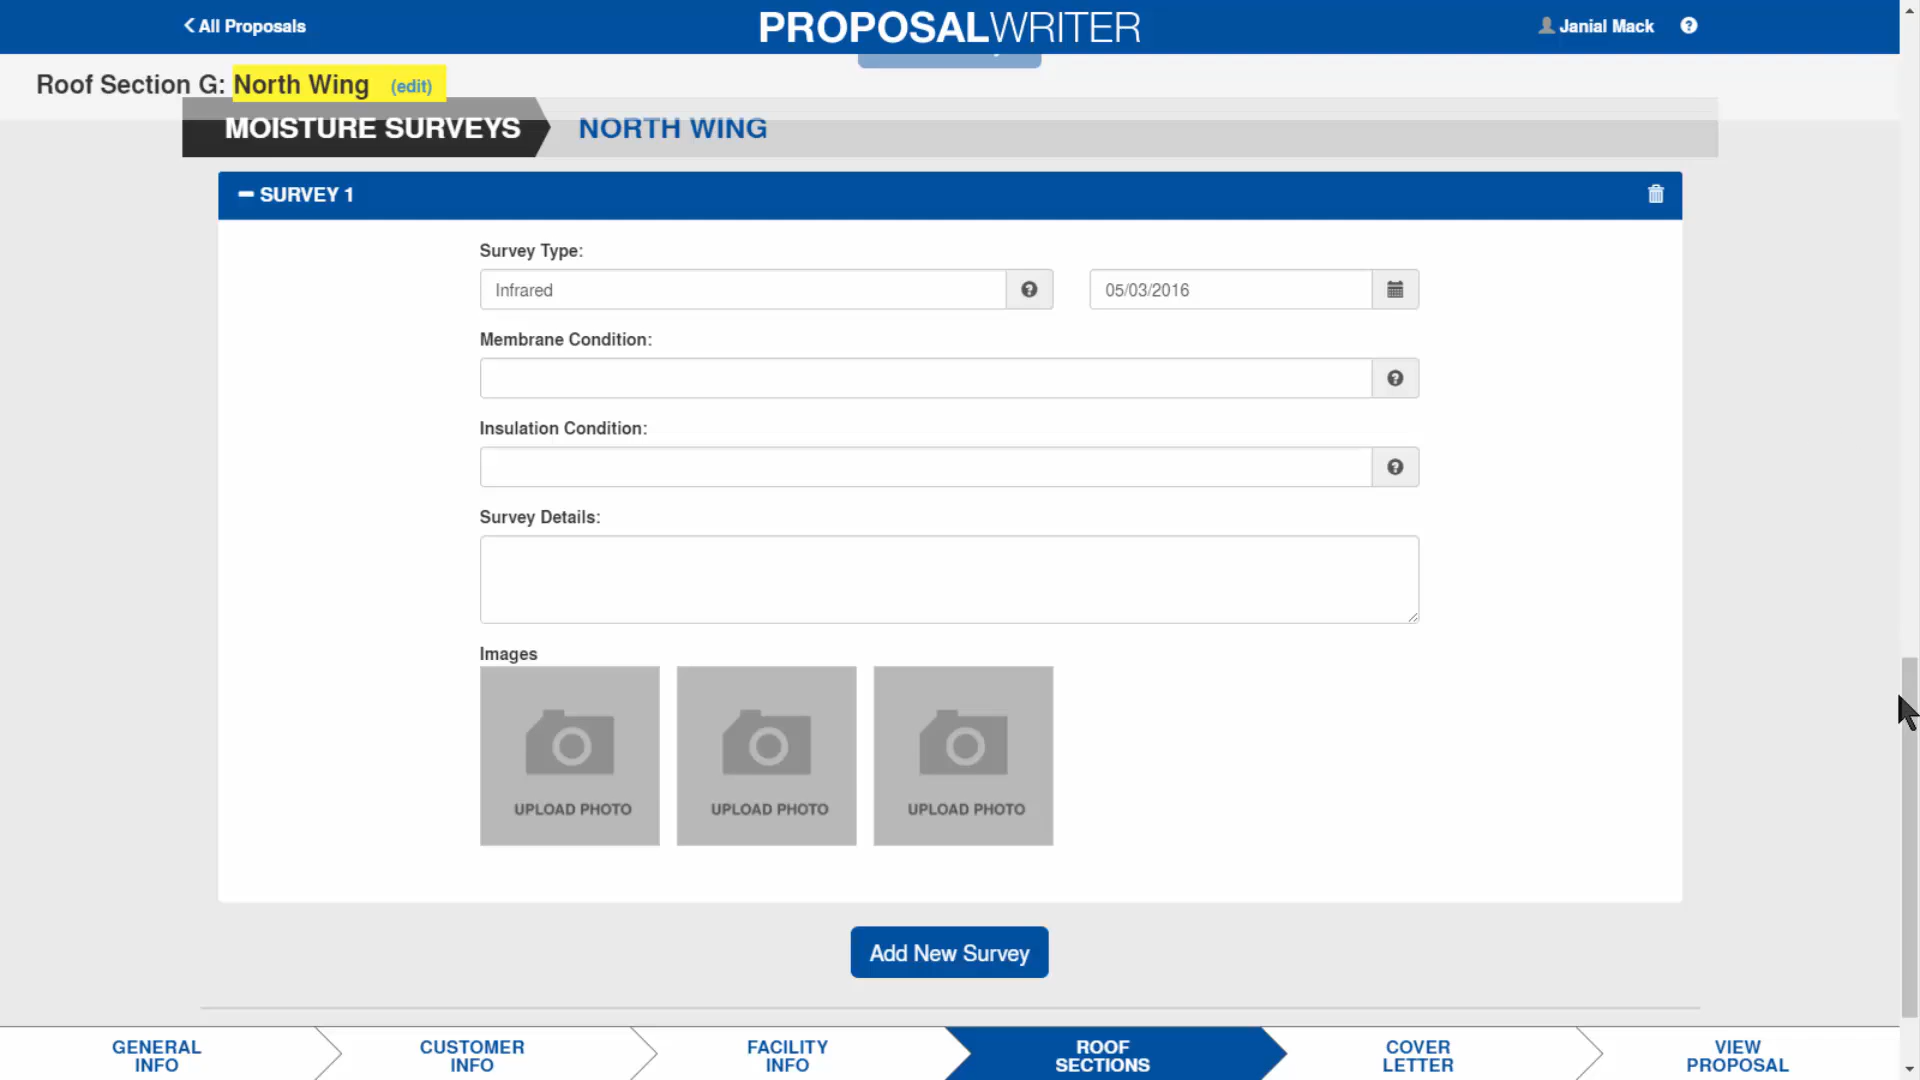 All Proposals
PROPOSALWRITER
Janial Mack
Roof Section G: North Wing (edit)
MOISTURE SURVEYS
NORTH WING
SURVEY 1
Survey Type:
Infrared
05/03/2016
Membrane Condition:
Insulation Condition:
Survey Details:
Images
UPLOAD PHOTO
UPLOAD PHOTO
UPLOAD PHOTO
Add New Survey
GENERAL
INFO
CUSTOMER
INFO
FACILITY
INFO
ROOF
SECTIONS
COVER
LETTER
VIEW
PROPOSAL